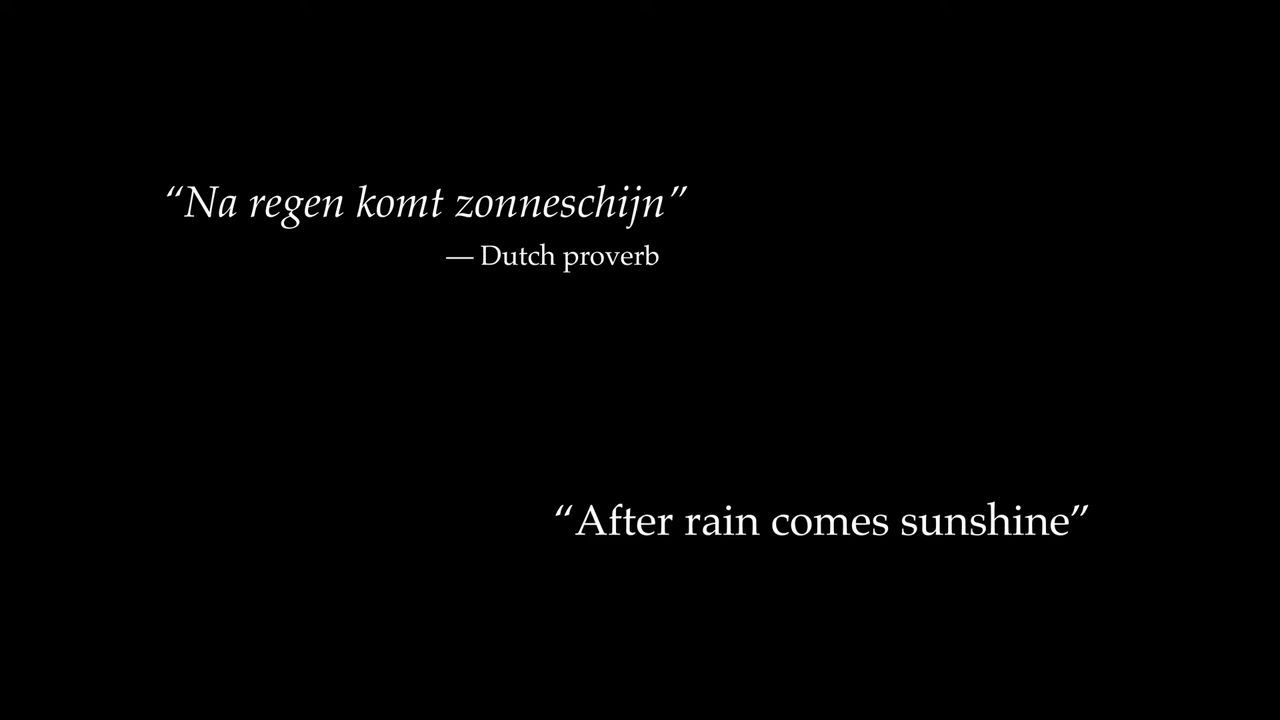 “Na regen komt zonneschijn”
— Dutch proverb
“After rain comes sunshine”